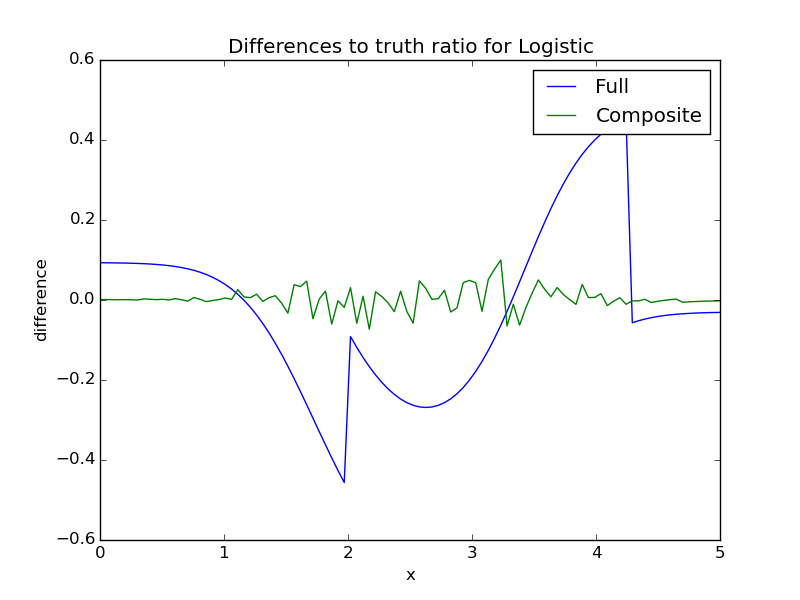 Differences to truth ratio for Logistic
Full
Composite
0.6
0.4
0.2
0.0
−0.2
−0.4
−0.6
difference
0 1 2 3 4 5
x